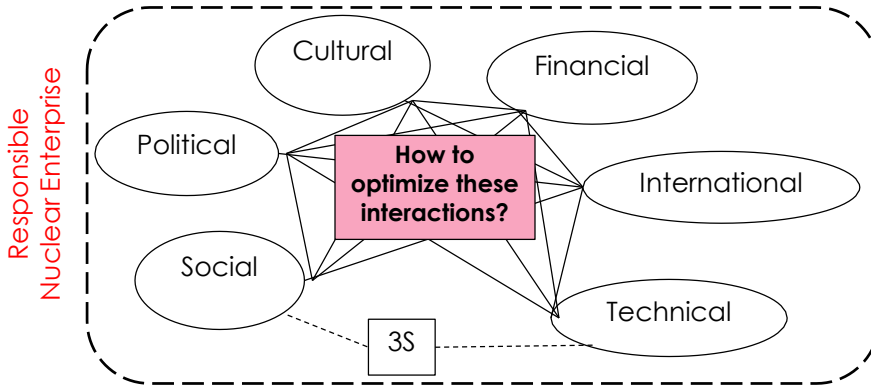 Responsible
Nuclear Enterprise
Cultural
Financial
Political
How to
optimize these
interactions?
International
Social
Technical
3S